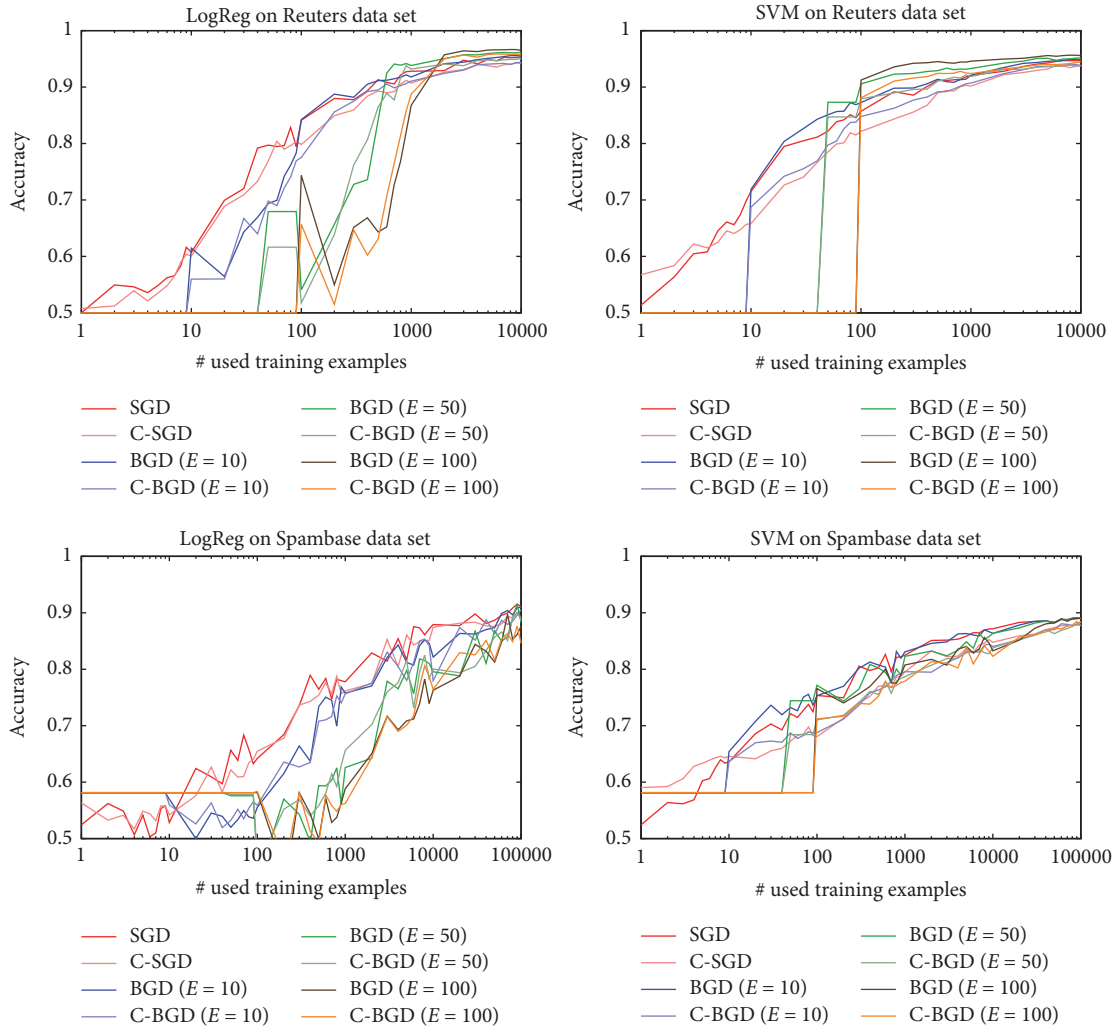 LogReg on Reuters data set
1
0.9
0.8
0.7
0.6
0.5
Accuracy
1
10
100
1000
10000
# used training examples
SGD
C-SGD
BGD (E = 10)
C-BGD (E = 10)
BGD (E = 50)
C-BGD (E = 50)
BGD (E = 100)
C-BGD (E = 100)
SVM on Reuters data set
1
0.9
0.8
0.7
0.6
0.5
Accuracy
1
10
100
1000
10000
# used training examples
SGD
C-SGD
BGD (E = 10)
C-BGD (E = 10)
BGD (E = 50)
C-BGD (E = 50)
BGD (E = 100)
C-BGD (E = 100)
LogReg on Spambase data set
1
0.9
0.8
0.7
0.6
0.5
Accuracy
1
10
100
1000
10000
100000
# used training examples
SGD
C-SGD
BGD (E = 10)
C-BGD (E = 10)
BGD (E = 50)
C-BGD (E = 50)
BGD (E = 100)
C-BGD (E = 100)
SVM on Spambase data set
1
0.9
0.8
0.7
0.6
0.5
Accuracy
1
10
100
1000
10000
100000
# used training examples
SGD
C-SGD
BGD (E = 10)
C-BGD (E = 10)
BGD (E = 50)
C-BGD (E = 50)
BGD (E = 100)
C-BGD (E = 100)